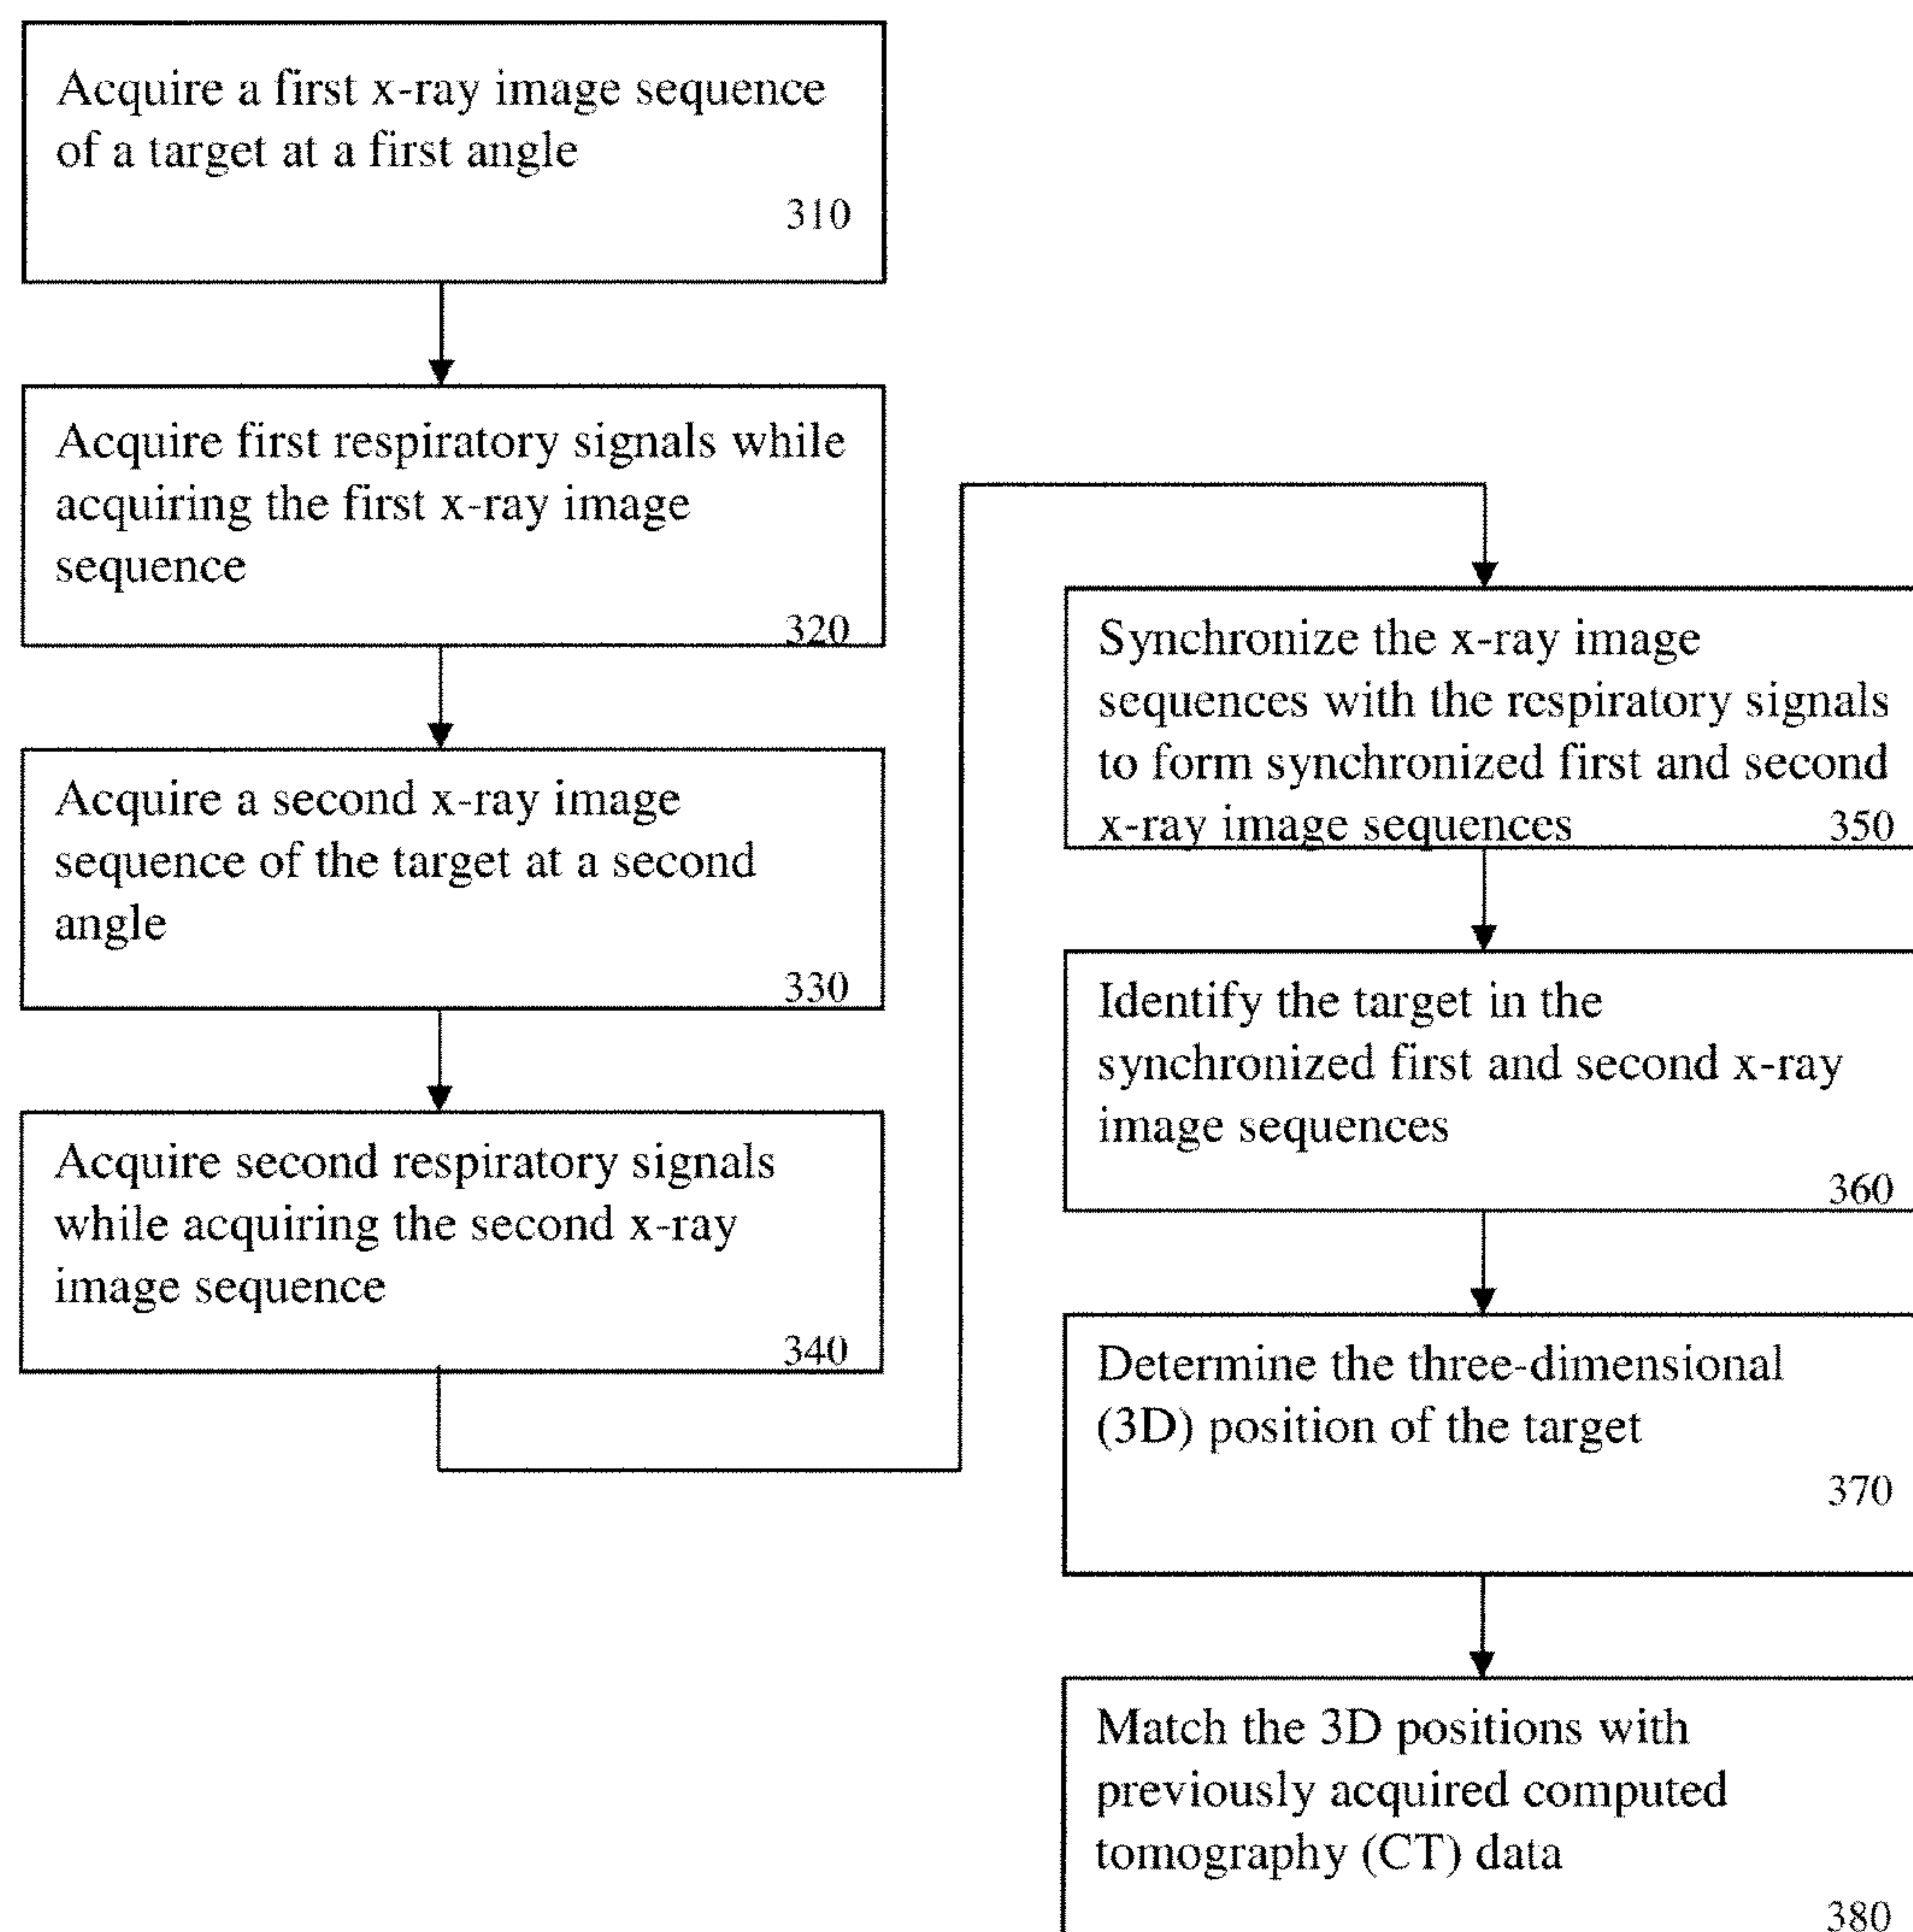 Acquire a first x-ray image sequence
of a target at a first angle
310
Acquire first respiratory signals while
acquiring the first x-ray image
sequence
320
Acquire a second x-ray image
sequence of the target at a second
angle
330
Acquire second respiratory signals
while acquiring the second x-ray
image sequence
340
Synchronize the x-ray image
sequences with the respiratory signals
to form synchronized first and second
x-ray image sequences 350
Identify the target in the
synchronized first and second x-ray
image sequences
360
Determine the three-dimensional
(3D) position of the target
370
Match the 3D positions with
previously acquired computed
tomography (CT) data
380